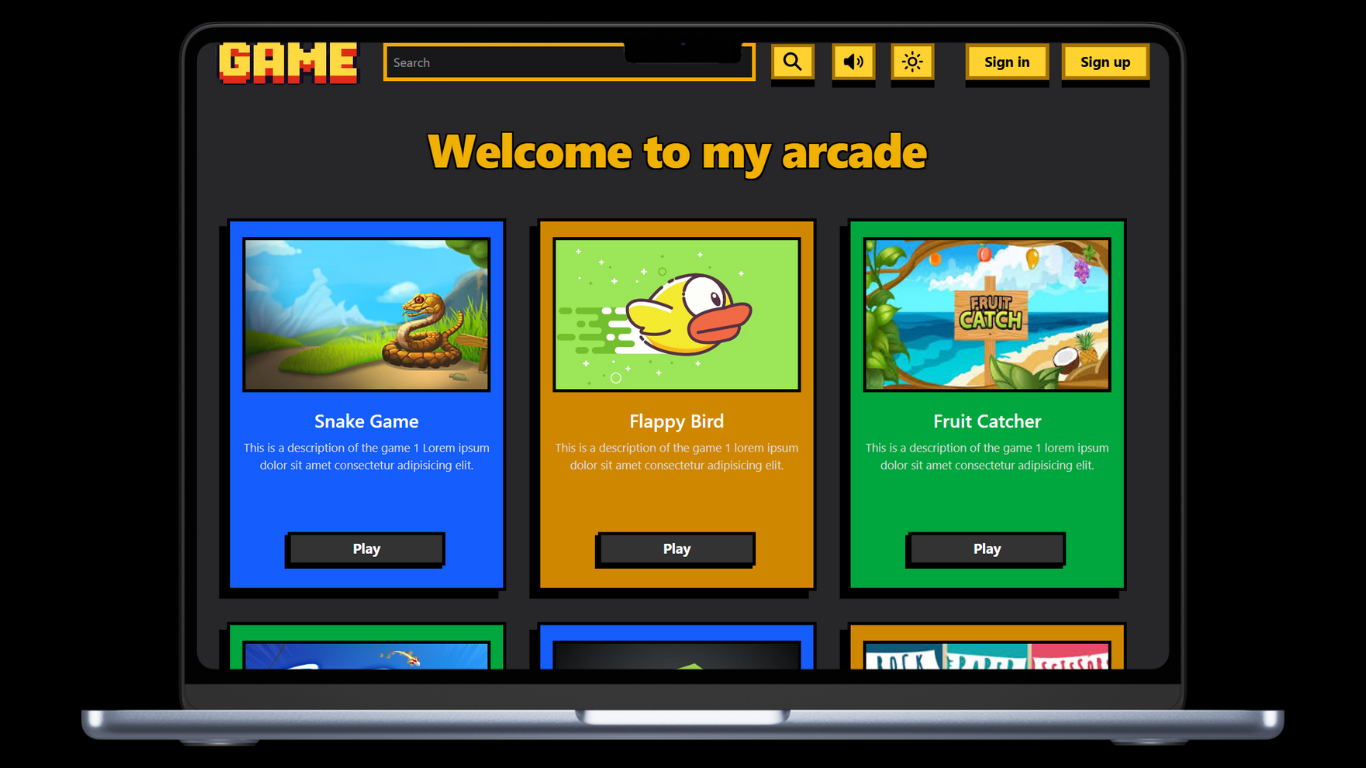 GAME
Search
Sign in
Sign up
Welcome to my arcade
FRUIT
CATCH
Snake Game
This is a description of the game 1 Lorem ipsum
dolor sit amet consectetur adipisicing elit.
Play
Flappy Bird
This is a description of the game 1 lorem ipsum
dolor sit amet consectetur adipisicing elit.
Play
Fruit Catcher
This is a description of the game 1 lorem ipsum
dolor sit amet consectetur adipisicing elit.
Play
ROCK PAPER SCISSOR